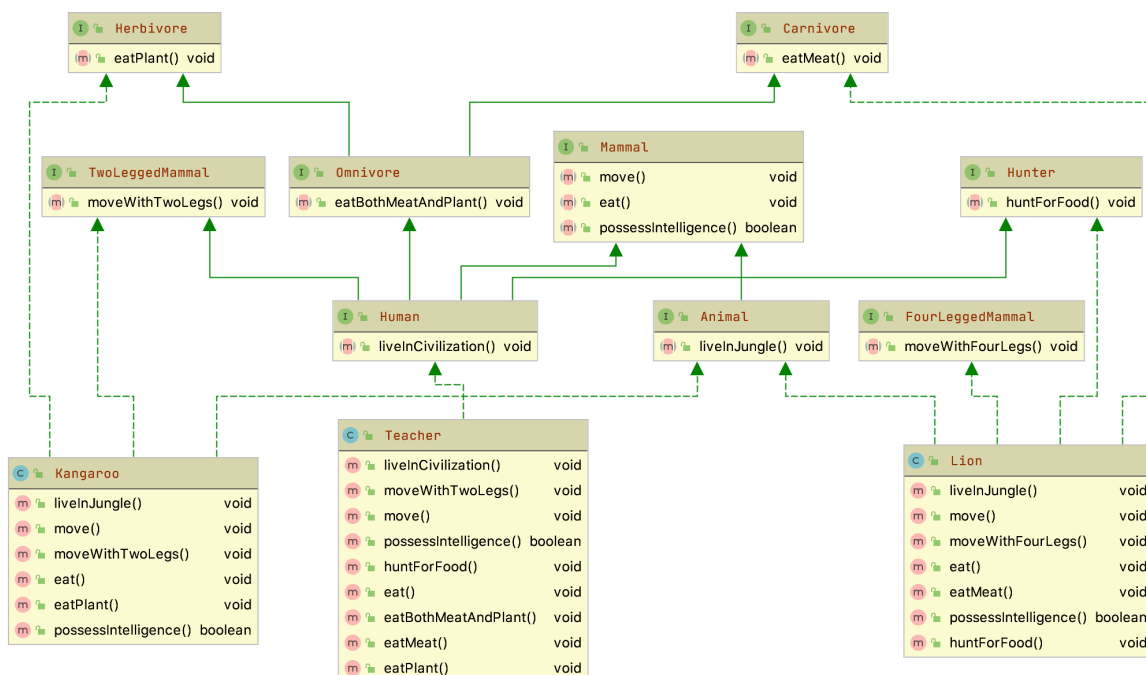 I Herbivore
m eatPlant() void
I Carnivore
m eatMeat() void
I TwoLeggedMammal
m moveWithTwoLegs() void
I Omnivore
m eatBothMeatAndPlant() void
I Mammal
m move() void
m eat() void
m possessIntelligence() boolean
I Hunter
m huntForFood() void
I Human
m liveInCivilization() void
I Animal
m liveInJungle() void
I FourLeggedMammal
m moveWithFourLegs() void
C Kangaroo
m liveInJungle() void
m move() void
m moveWithTwoLegs() void
m eat() void
m eatPlant() void
m possessIntelligence() boolean
C Teacher
m liveInCivilization() void
m moveWithTwoLegs() void
m move() void
m possessIntelligence() boolean
m huntForFood() void
m eat() void
m eatBothMeatAndPlant() void
m eatMeat() void
m eatPlant() void
C Lion
m liveInJungle() void
m move() void
m moveWithFourLegs() void
m eat() void
m eatMeat() void
m possessIntelligence() boolean
m huntForFood() void